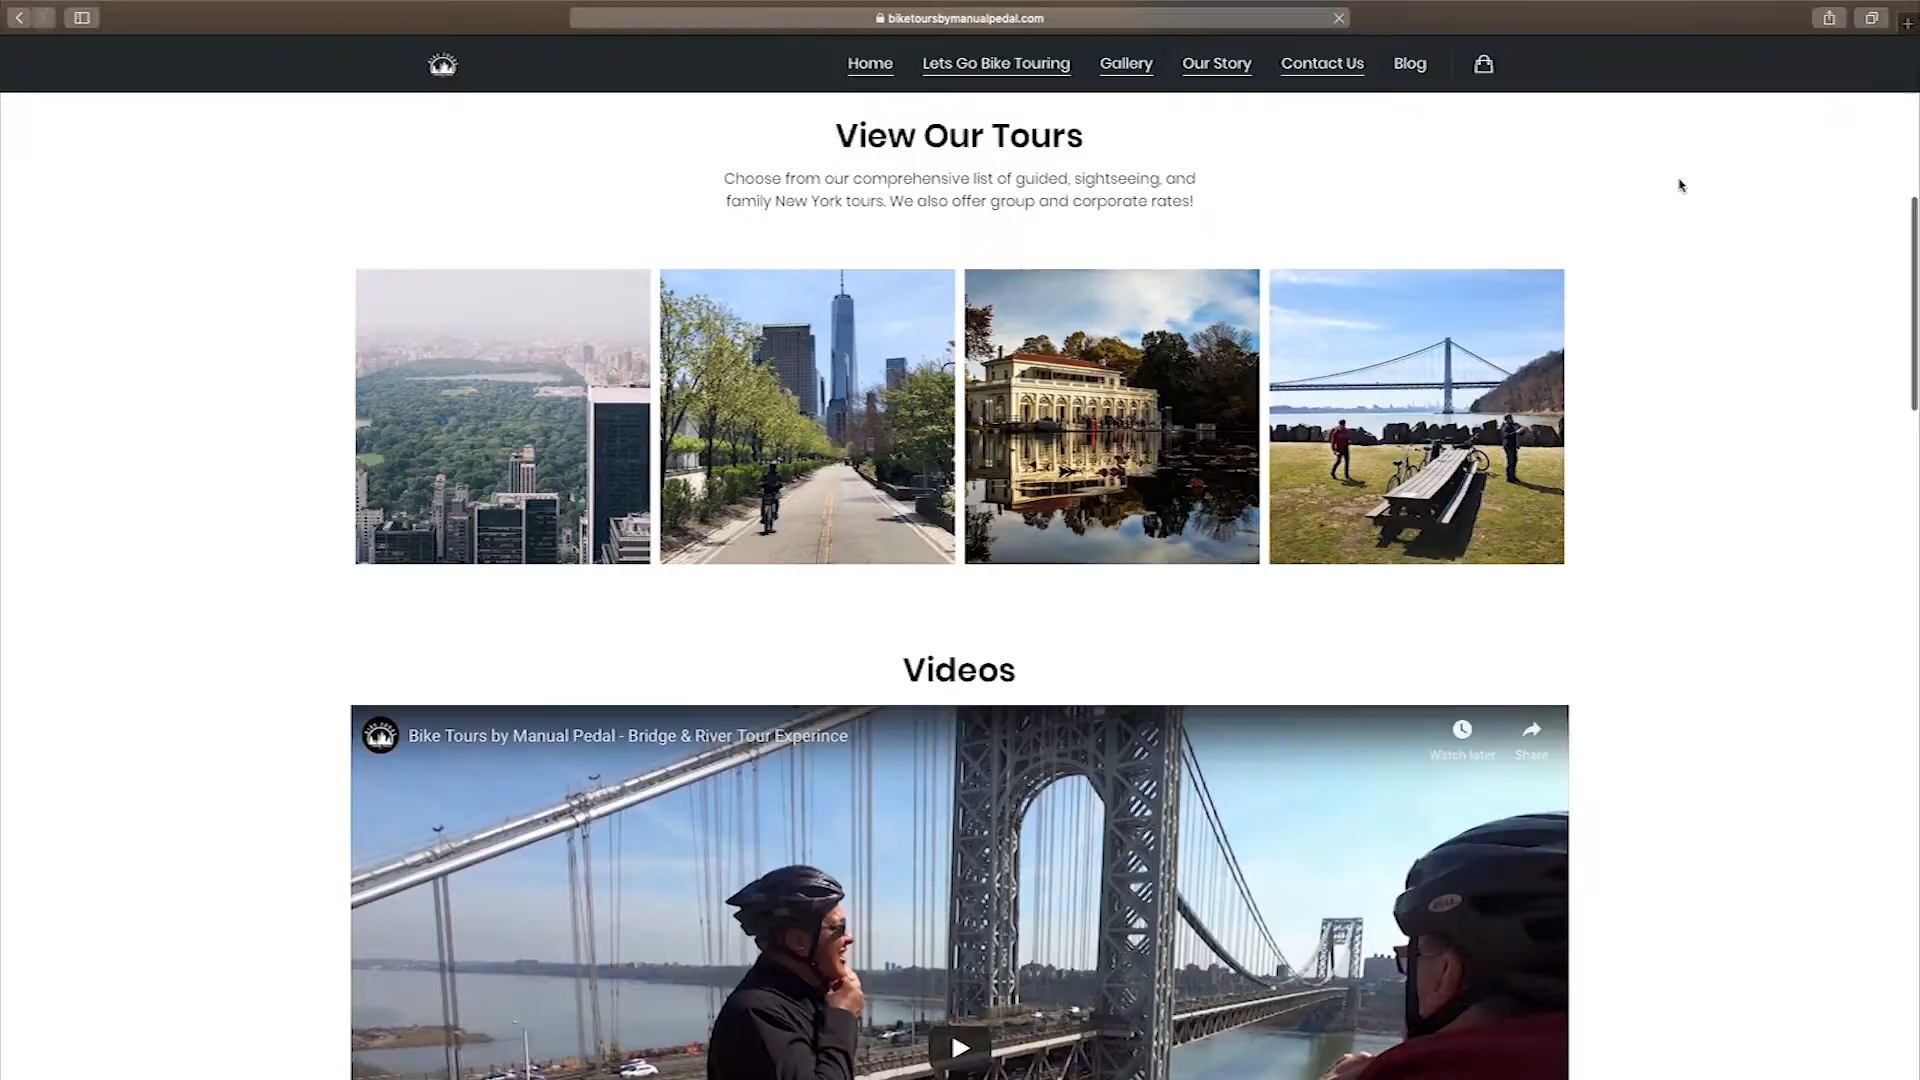 biketoursbymanualpedal.com
Home Lets Go Bike Touring Gallery Our Story Contact Us Blog
View Our Tours
Choose from our comprehensive list of guided, sightseeing, and
family New York tours. We also offer group and corporate rates!
Videos
Bike Tours by Manual Pedal - Bridge & River Tour Experince
Watch later Share
BELL